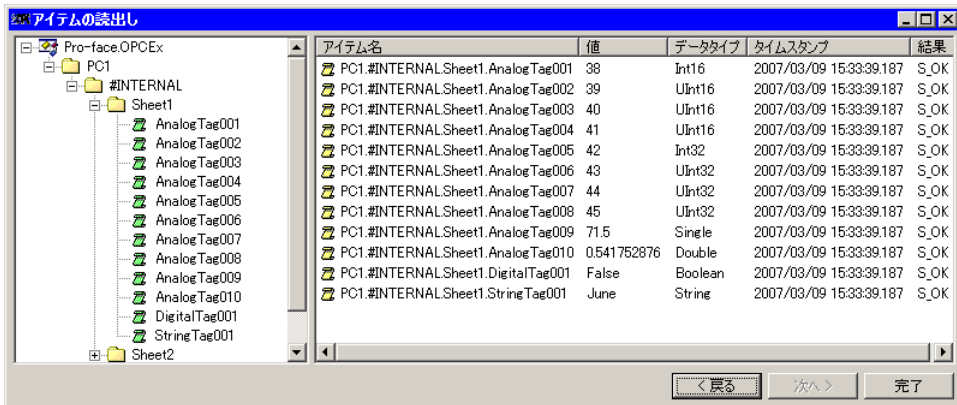 アイテムの読出し
Pro-face.OPCEx
PC1
#INTERNAL
Sheet1
AnalogTag001
AnalogTag002
AnalogTag003
AnalogTag004
AnalogTag005
AnalogTag006
AnalogTag007
AnalogTag008
AnalogTag009
AnalogTag010
DigitalTag001
StringTag001
Sheet2
アイテム名 値 データタイプ タイムスタンプ 結果
PC1.#INTERNAL.Sheet1.AnalogTag001 38 Int16 2007/03/09 15:33:39.187 S_OK
PC1.#INTERNAL.Sheet1.AnalogTag002 39 UInt16 2007/03/09 15:33:39.187 S_OK
PC1.#INTERNAL.Sheet1.AnalogTag003 40 UInt16 2007/03/09 15:33:39.187 S_OK
PC1.#INTERNAL.Sheet1.AnalogTag004 41 UInt16 2007/03/09 15:33:39.187 S_OK
PC1.#INTERNAL.Sheet1.AnalogTag005 42 Int32 2007/03/09 15:33:39.187 S_OK
PC1.#INTERNAL.Sheet1.AnalogTag006 43 UInt32 2007/03/09 15:33:39.187 S_OK
PC1.#INTERNAL.Sheet1.AnalogTag007 44 UInt32 2007/03/09 15:33:39.187 S_OK
PC1.#INTERNAL.Sheet1.AnalogTag008 45 UInt32 2007/03/09 15:33:39.187 S_OK
PC1.#INTERNAL.Sheet1.AnalogTag009 71.5 Single 2007/03/09 15:33:39.187 S_OK
PC1.#INTERNAL.Sheet1.AnalogTag010 0.541752876 Double 2007/03/09 15:33:39.187 S_OK
PC1.#INTERNAL.Sheet1.DigitalTag001 False Boolean 2007/03/09 15:33:39.187 S_OK
PC1.#INTERNAL.Sheet1.StringTag001 June String 2007/03/09 15:33:39.187 S_OK
< 戻る 次へ > 完了